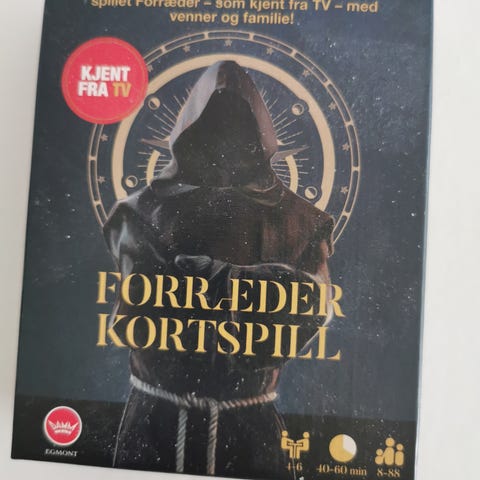 spillet Forræder – som kjent fra TV – med
venner og familie!
KJENT
FRA TV
FORRÆDER
KORTSPILL
EGMONT
4-6
40-60 min
8-88